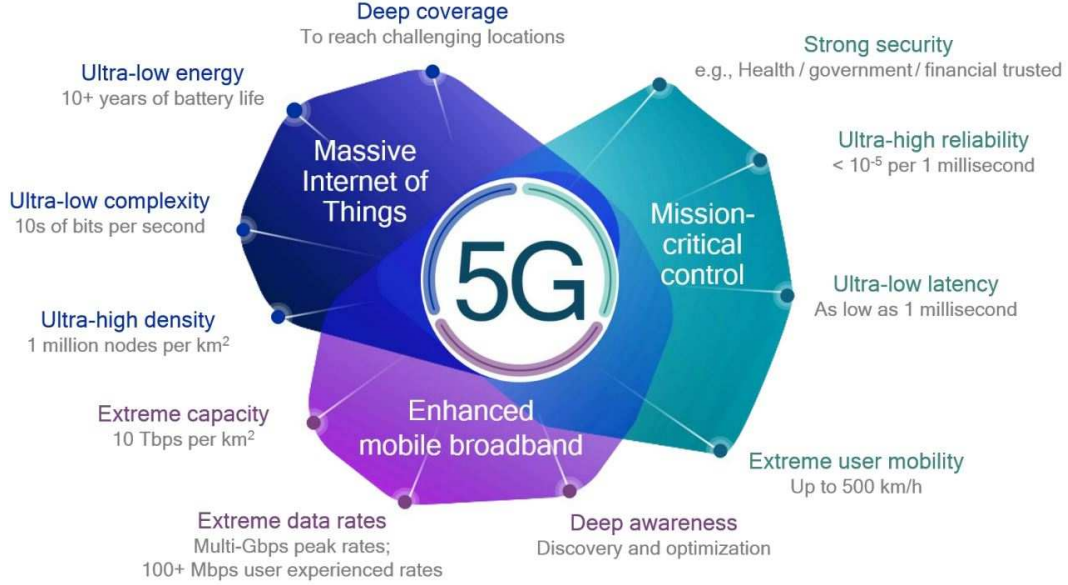 Deep coverage
To reach challenging locations
Strong security
e.g., Health / government / financial trusted
Ultra-low energy
10+ years of battery life
Ultra-high reliability
< 10⁻⁵ per 1 millisecond
Massive
Internet of
Things
Ultra-low complexity
10s of bits per second
Mission-
critical
control
5G
Ultra-low latency
As low as 1 millisecond
Ultra-high density
1 million nodes per km²
Extreme capacity
10 Tbps per km²
Enhanced
mobile broadband
Extreme user mobility
Up to 500 km/h
Extreme data rates
Multi-Gbps peak rates;
100+ Mbps user experienced rates
Deep awareness
Discovery and optimization